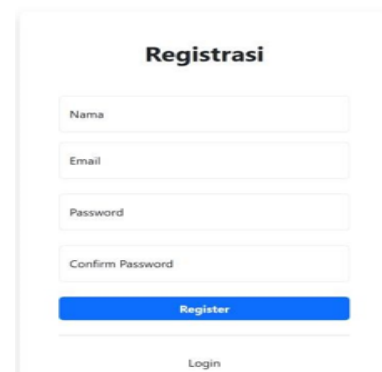 Registrasi
Nama
Email
Password
Confirm Password
Register
Login